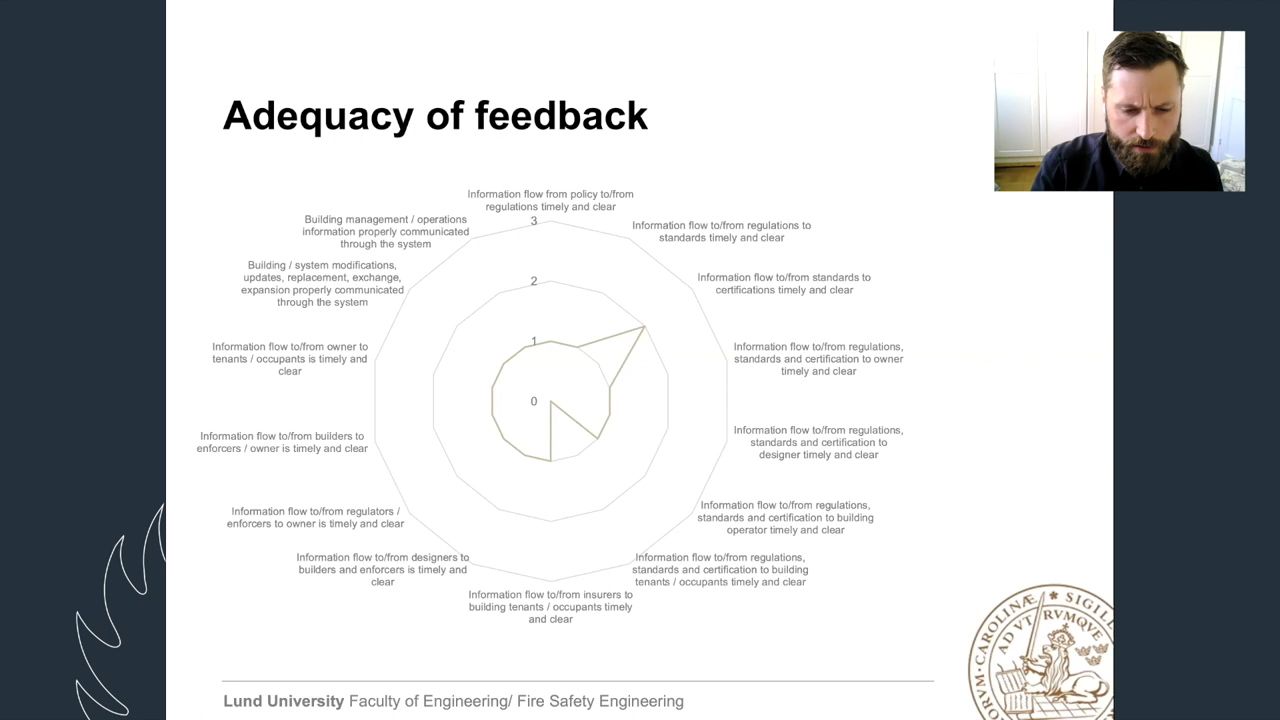 Adequacy of feedback
Information flow from policy to/from
regulations timely and clear
Information flow to/from regulations to
standards timely and clear
Information flow to/from standards to
certifications timely and clear
Information flow to/from regulations,
standards and certification to owner
timely and clear
Information flow to/from regulations,
standards and certification to
designer timely and clear
Information flow to/from regulations,
standards and certification to building
operator timely and clear
Information flow to/from regulations,
standards and certification to building
tenants / occupants timely and clear
Information flow to/from insurers to
building tenants / occupants timely
and clear
Information flow to/from designers to
builders and enforcers is timely and
clear
Information flow to/from regulators /
enforcers to owner is timely and clear
Information flow to/from builders to
enforcers / owner is timely and clear
Information flow to/from owner to
tenants / occupants is timely and
clear
Building / system modifications,
updates, replacement, exchange,
expansion properly communicated
through the system
Building management / operations
information properly communicated
through the system
3
2
1
0
Lund University Faculty of Engineering/ Fire Safety Engineering
CAROLINÆ * SIGIL
AD VTRVMQVE